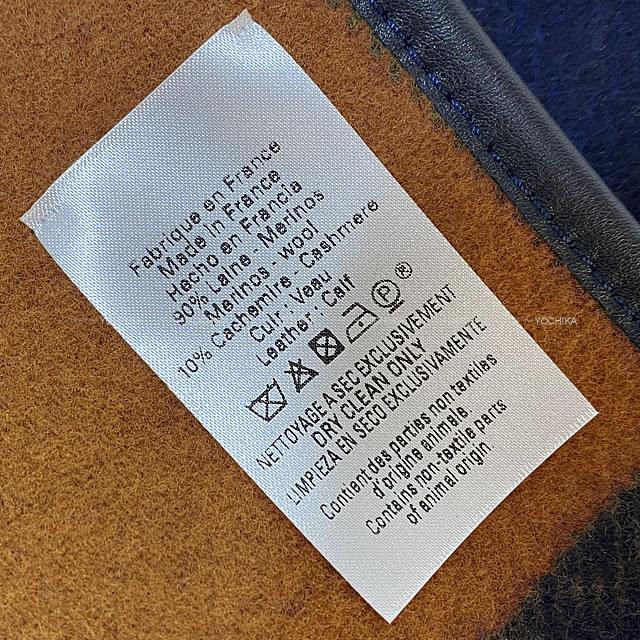 Fabriqué en France
Made in France
Hecho en Francia
90% Laine - Merinos
Merinos - wool
10% Cachemire - Cashmere
Cuir : Veau
Leather : Calf
P ®
NETTOYAGE A SEC EXCLUSIVEMENT
DRY CLEAN ONLY
LIMPIEZA EN SECO EXCLUSIVAMENTE
Contient des parties non textiles
d'origine animale.
Contains non-textile parts
of animal origin.
YOCHIKA